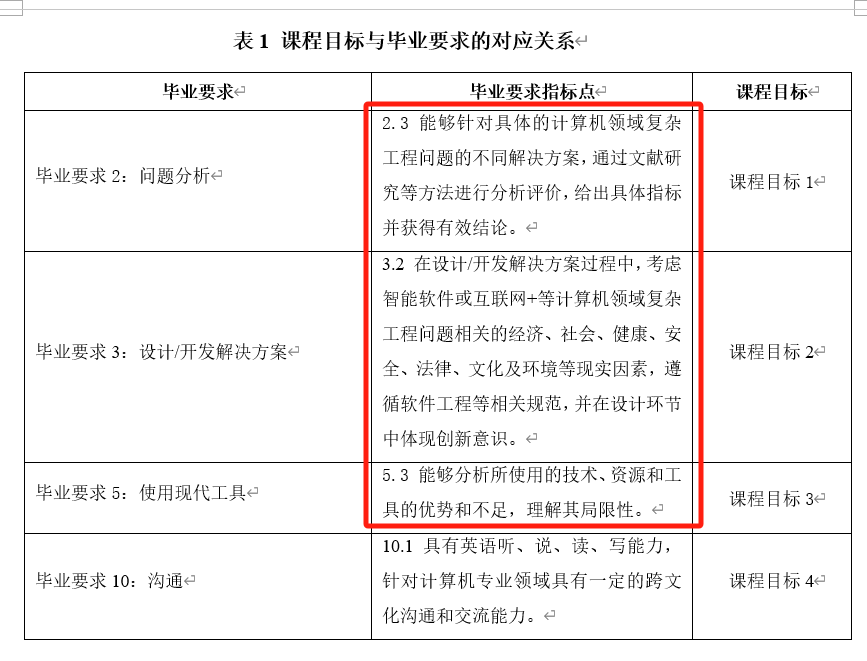 表 1 课程目标与毕业要求的对应关系
毕业要求
毕业要求指标点
课程目标
毕业要求 2：问题分析
2.3 能够针对具体的计算机领域复杂
工程问题的不同解决方案，通过文献研
究等方法进行分析评价，给出具体指标
并获得有效结论。
课程目标 1
毕业要求 3：设计/开发解决方案
3.2 在设计/开发解决方案过程中，考虑
智能软件或互联网+等计算机领域复杂
工程问题相关的经济、社会、健康、安
全、法律、文化及环境等现实因素，遵
循软件工程等相关规范，并在设计环节
中体现创新意识。
课程目标 2
毕业要求 5：使用现代工具
5.3 能够分析所使用的技术、资源和工
具的优势和不足，理解其局限性。
课程目标 3
毕业要求 10：沟通
10.1 具有英语听、说、读、写能力，
针对计算机专业领域具有一定的跨文
化沟通和交流能力。
课程目标 4